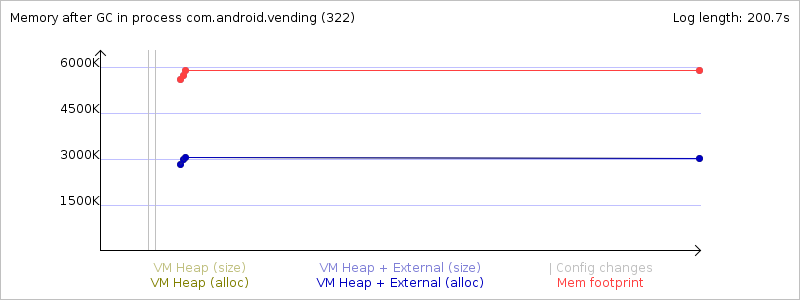 Memory after GC in process com.android.vending (322) Log length: 200.7s
6000K
4500K
3000K
1500K
VM Heap (size) VM Heap + External (size) | Config changes
VM Heap (alloc) VM Heap + External (alloc) Mem footprint